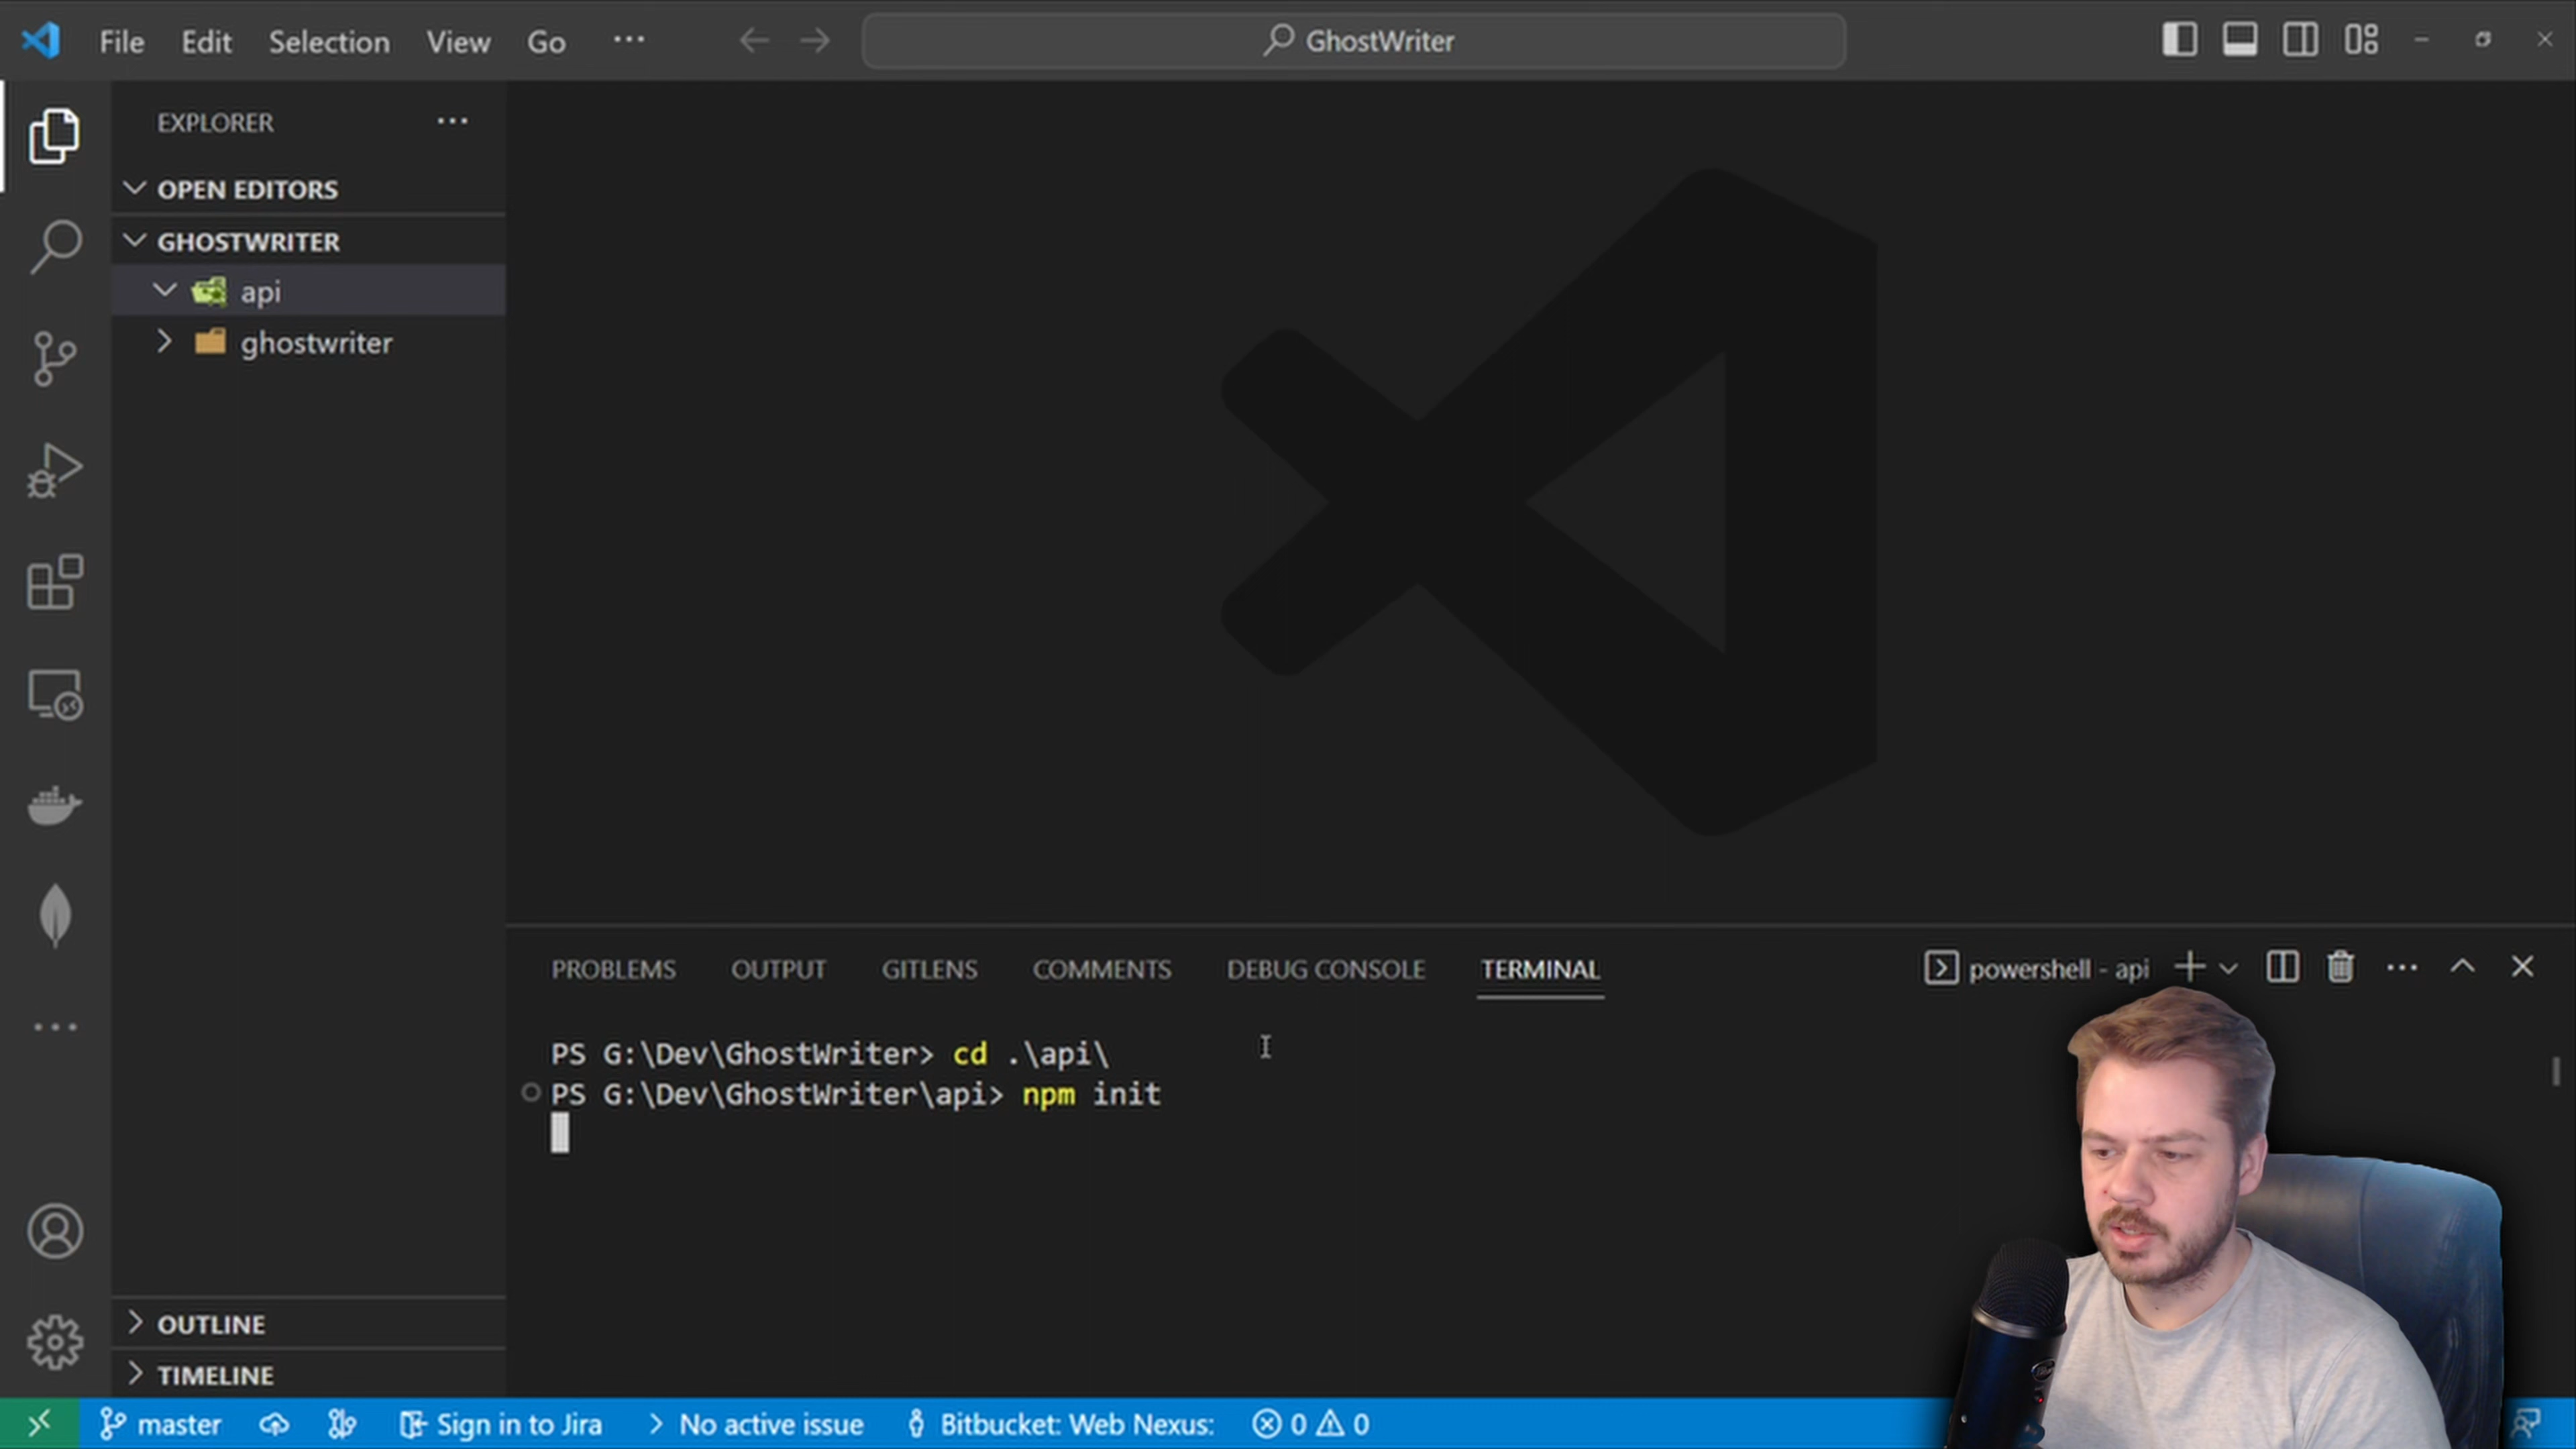 File Edit Selection View Go ··· GhostWriter
EXPLORER ···
OPEN EDITORS
GHOSTWRITER
api
ghostwriter
PROBLEMS OUTPUT GITLENS COMMENTS DEBUG CONSOLE TERMINAL powershell - api
PS G:\Dev\GhostWriter> cd .\api\
PS G:\Dev\GhostWriter\api> npm init
OUTLINE
TIMELINE
master Sign in to Jira No active issue Bitbucket: Web Nexus: 0 0